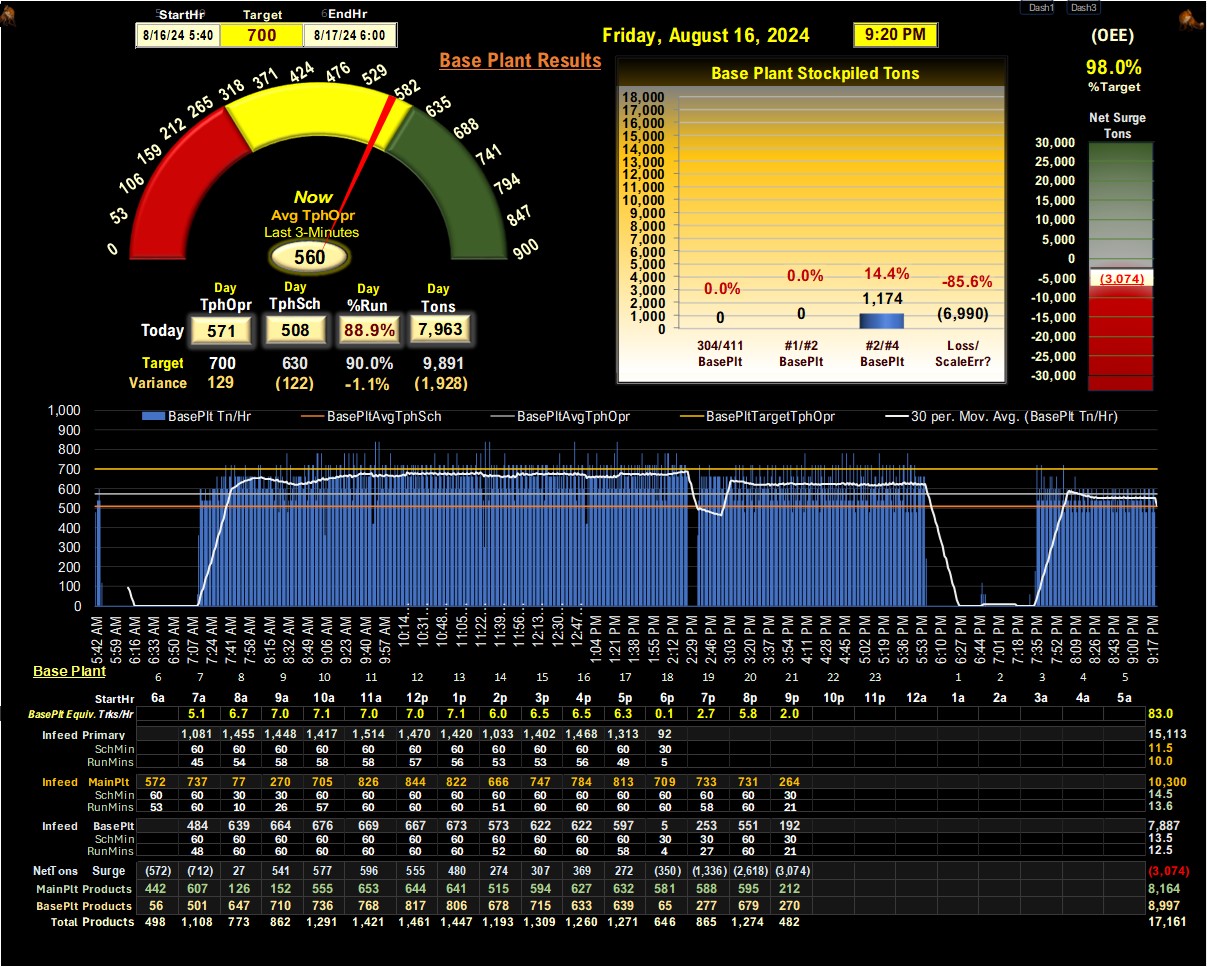 StartHr Target EndHr
8/16/24 5:40 700 8/17/24 6:00
Friday, August 16, 2024 9:20 PM
Dash1 Dash3
(OEE)
98.0%
%Target
Base Plant Results
Net Surge
Tons
30,000
25,000
20,000
15,000
10,000
5,000
0
-5,000
-10,000
-15,000
-20,000
-25,000
-30,000
(3,074)
0 53 106 159 212 265 318 371 424 476 529 582 635 688 741 794 847 900
Now
Avg TphOpr
Last 3-Minutes
560
Base Plant Stockpiled Tons
18,000
17,000
16,000
15,000
14,000
13,000
12,000
11,000
10,000
9,000
8,000
7,000
6,000
5,000
4,000
3,000
2,000
1,000
0
0.0% 0.0% 14.4% -85.6%
0 0 1,174 (6,990)
304/411 #1/#2 #2/#4 Loss/
BasePlt BasePlt BasePlt ScaleErr?
Day Day Day Day
TphOpr TphSch %Run Tons
Today 571 508 88.9% 7,963
Target 700 630 90.0% 9,891
Variance 129 (122) -1.1% (1,928)
BasePlt Tn/Hr BasePltAvgTphSch BasePltAvgTphOpr BasePltTargetTphOpr 30 per. Mov. Avg. (BasePlt Tn/Hr)
1,000
900
800
700
600
500
400
300
200
100
0
5:42 AM 5:59 AM 6:16 AM 6:33 AM 6:50 AM 7:07 AM 7:24 AM 7:41 AM 7:58 AM 8:15 AM 8:32 AM 8:49 AM 9:06 AM 9:23 AM 9:40 AM 9:57 AM 10:14... 10:31... 10:48... 11:05... 11:22... 11:39... 11:56... 12:13... 12:30... 12:47... 1:04 PM 1:21 PM 1:38 PM 1:55 PM 2:12 PM 2:29 PM 2:46 PM 3:03 PM 3:20 PM 3:37 PM 3:54 PM 4:11 PM 4:28 PM 4:45 PM 5:02 PM 5:19 PM 5:36 PM 5:53 PM 6:10 PM 6:27 PM 6:44 PM 7:01 PM 7:18 PM 7:35 PM 7:52 PM 8:09 PM 8:26 PM 8:43 PM 9:00 PM 9:17 PM
Base Plant
6 7 8 9 10 11 12 13 14 15 16 17 18 19 20 21 22 23 1 2 3 4 5
StartHr 6a 7a 8a 9a 10a 11a 12p 1p 2p 3p 4p 5p 6p 7p 8p 9p 10p 11p 12a 1a 2a 3a 4a 5a
BasePlt Equiv. Trks/Hr 5.1 6.7 7.0 7.1 7.0 7.0 7.1 6.0 6.5 6.5 6.3 0.1 2.7 5.8 2.0 83.0
Infeed Primary 1,081 1,455 1,448 1,417 1,514 1,470 1,420 1,033 1,402 1,468 1,313 92 15,113
SchMin 60 60 60 60 60 60 60 60 60 60 60 30 11.5
RunMins 45 54 58 58 58 57 56 53 53 56 49 5 10.0
Infeed MainPlt 572 737 77 270 705 826 844 822 666 747 784 813 709 733 731 264 10,300
SchMin 60 60 30 30 60 60 60 60 60 60 60 60 60 60 60 30 14.5
RunMins 53 60 10 26 57 60 60 60 51 60 60 60 60 58 60 21 13.6
Infeed BasePlt 484 639 664 676 669 667 673 573 622 622 597 5 253 551 192 7,887
SchMin 60 60 60 60 60 60 60 60 60 60 60 30 30 60 30 13.5
RunMins 48 60 60 60 60 60 60 52 60 60 58 4 27 60 21 12.5
NetTons Surge (572) (712) 27 541 577 596 555 480 274 307 369 272 (350) (1,336) (2,618) (3,074) (3,074)
MainPlt Products 442 607 126 152 555 653 644 641 515 594 627 632 581 588 595 212 8,164
BasePlt Products 56 501 647 710 736 768 817 806 678 715 633 639 65 277 679 270 8,997
Total Products 498 1,108 773 862 1,291 1,421 1,461 1,447 1,193 1,309 1,260 1,271 646 865 1,274 482 17,161